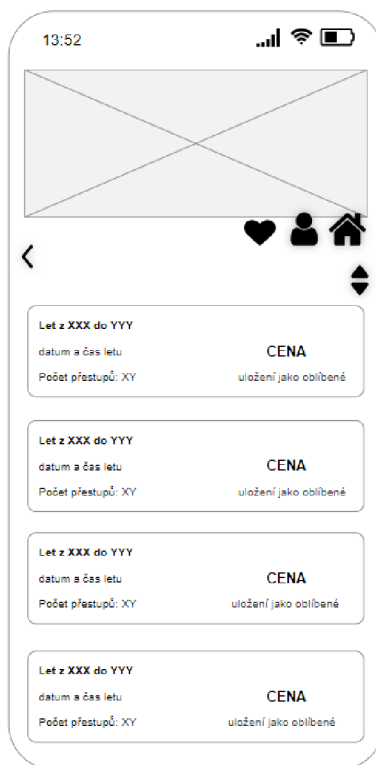 13:52
Let z XXX do YYY
datum a čas letu
CENA
Počet přestupů: XY
uložení jako oblíbené
Let z XXX do YYY
datum a čas letu
CENA
Počet přestupů: XY
uložení jako oblíbené
Let z XXX do YYY
datum a čas letu
CENA
Počet přestupů: XY
uložení jako oblíbené
Let z XXX do YYY
datum a čas letu
CENA
Počet přestupů: XY
uložení jako oblíbené